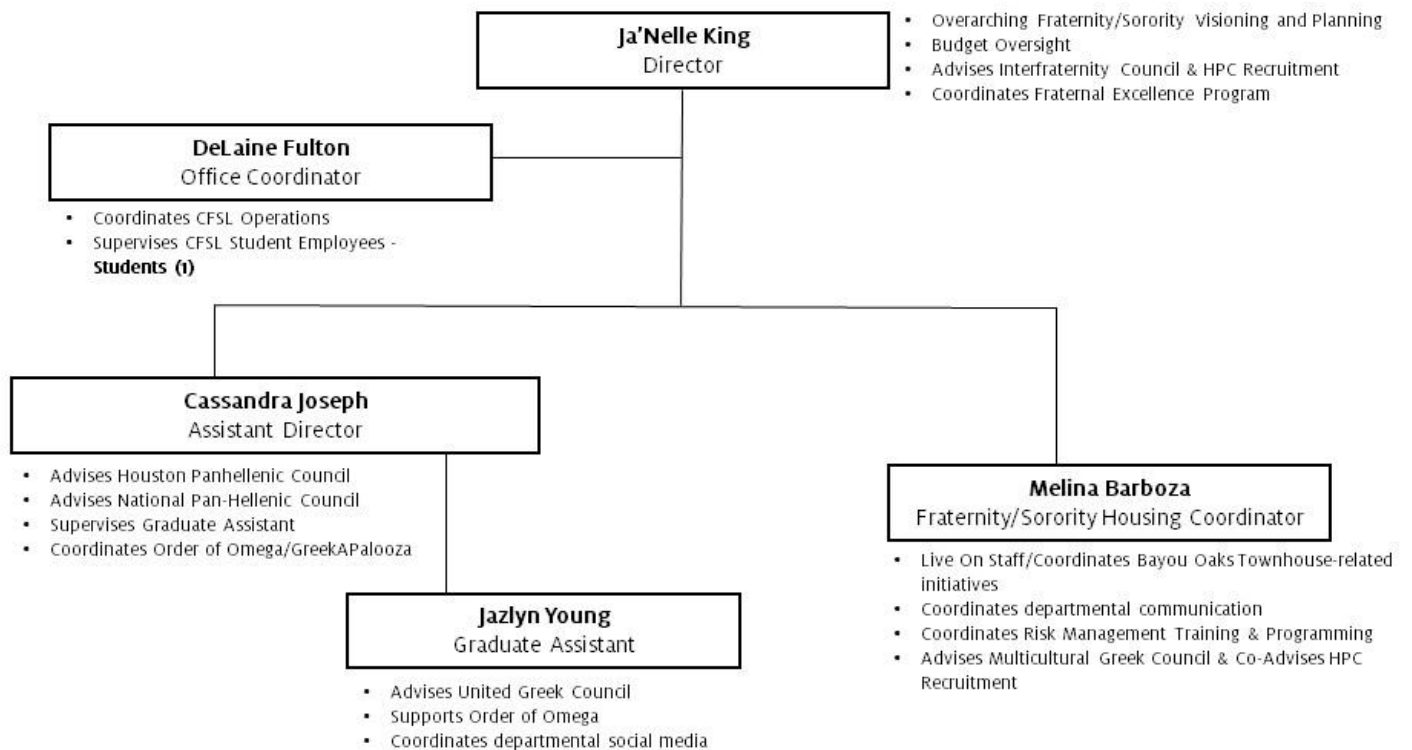 Ja'Nelle King
Director
• Overarching Fraternity/Sorority Visioning and Planning
• Budget Oversight
• Advises Interfraternity Council & HPC Recruitment
• Coordinates Fraternal Excellence Program
DeLaine Fulton
Office Coordinator
• Coordinates CFSL Operations
• Supervises CFSL Student Employees -
Students (1)
Cassandra Joseph
Assistant Director
• Advises Houston Panhellenic Council
• Advises National Pan-Hellenic Council
• Supervises Graduate Assistant
• Coordinates Order of Omega/GreekAPalooza
Jazlyn Young
Graduate Assistant
• Advises United Greek Council
• Supports Order of Omega
• Coordinates departmental social media
Melina Barboza
Fraternity/Sorority Housing Coordinator
• Live On Staff/Coordinates Bayou Oaks Townhouse-related
initiatives
• Coordinates departmental communication
• Coordinates Risk Management Training & Programming
• Advises Multicultural Greek Council & Co-Advises HPC
Recruitment